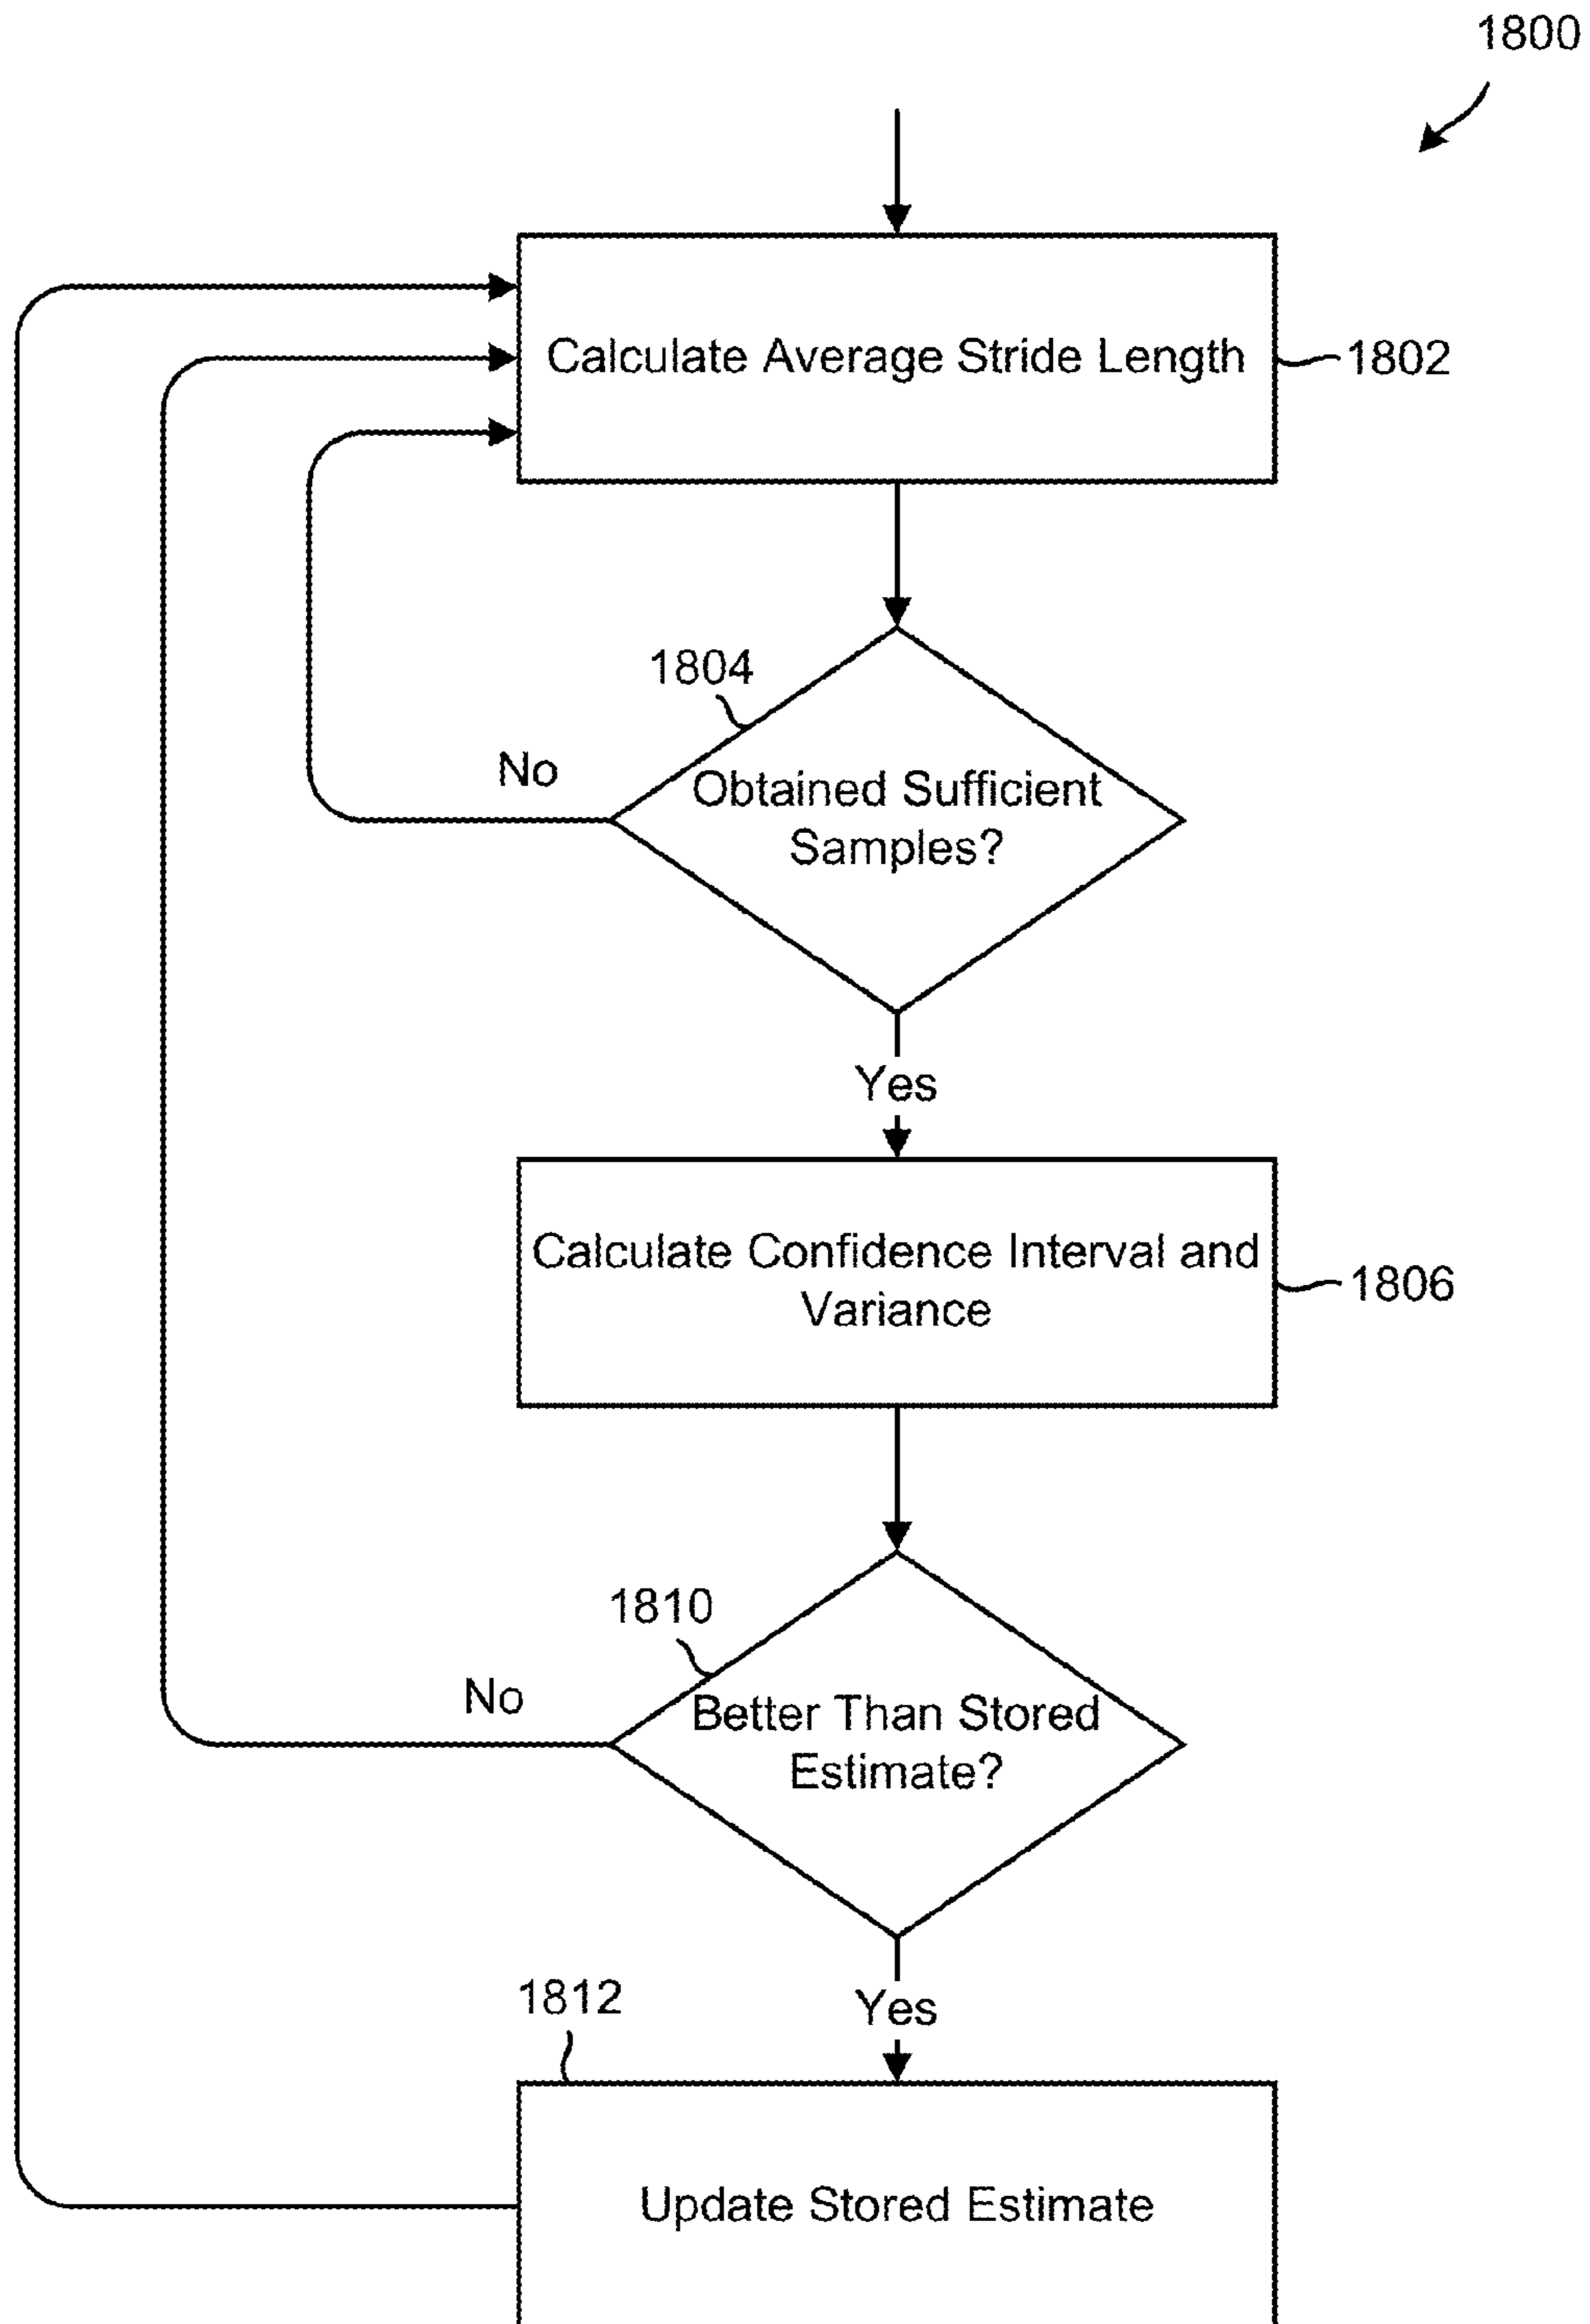 1800
Calculate Average Stride Length
1802
1804
No
Obtained Sufficient
Samples?
Yes
Calculate Confidence Interval and
Variance
1806
1810
No
Better Than Stored
Estimate?
1812
Yes
Update Stored Estimate